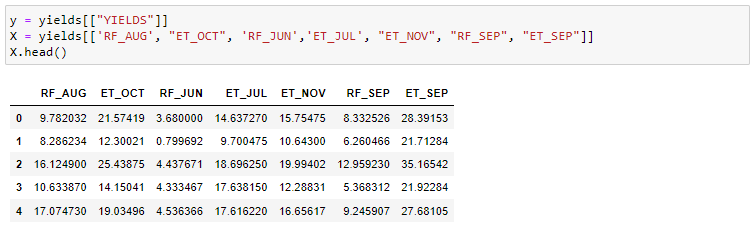 y = yields[["YIELDS"]]
X = yields[['RF_AUG', "ET_OCT", 'RF_JUN','ET_JUL', "ET_NOV", "RF_SEP", "ET_SEP"]]
X.head()
RF_AUG ET_OCT RF_JUN ET_JUL ET_NOV RF_SEP ET_SEP
0 9.782032 21.57419 3.680000 14.637270 15.75475 8.332526 28.39153
1 8.286234 12.30021 0.799692 9.700475 10.64300 6.260466 21.71284
2 16.124900 25.43875 4.437671 18.696250 19.99402 12.959230 35.16542
3 10.633870 14.15041 4.333467 17.638150 12.28831 5.368312 21.92284
4 17.074730 19.03496 4.536366 17.616220 16.65617 9.245907 27.68105